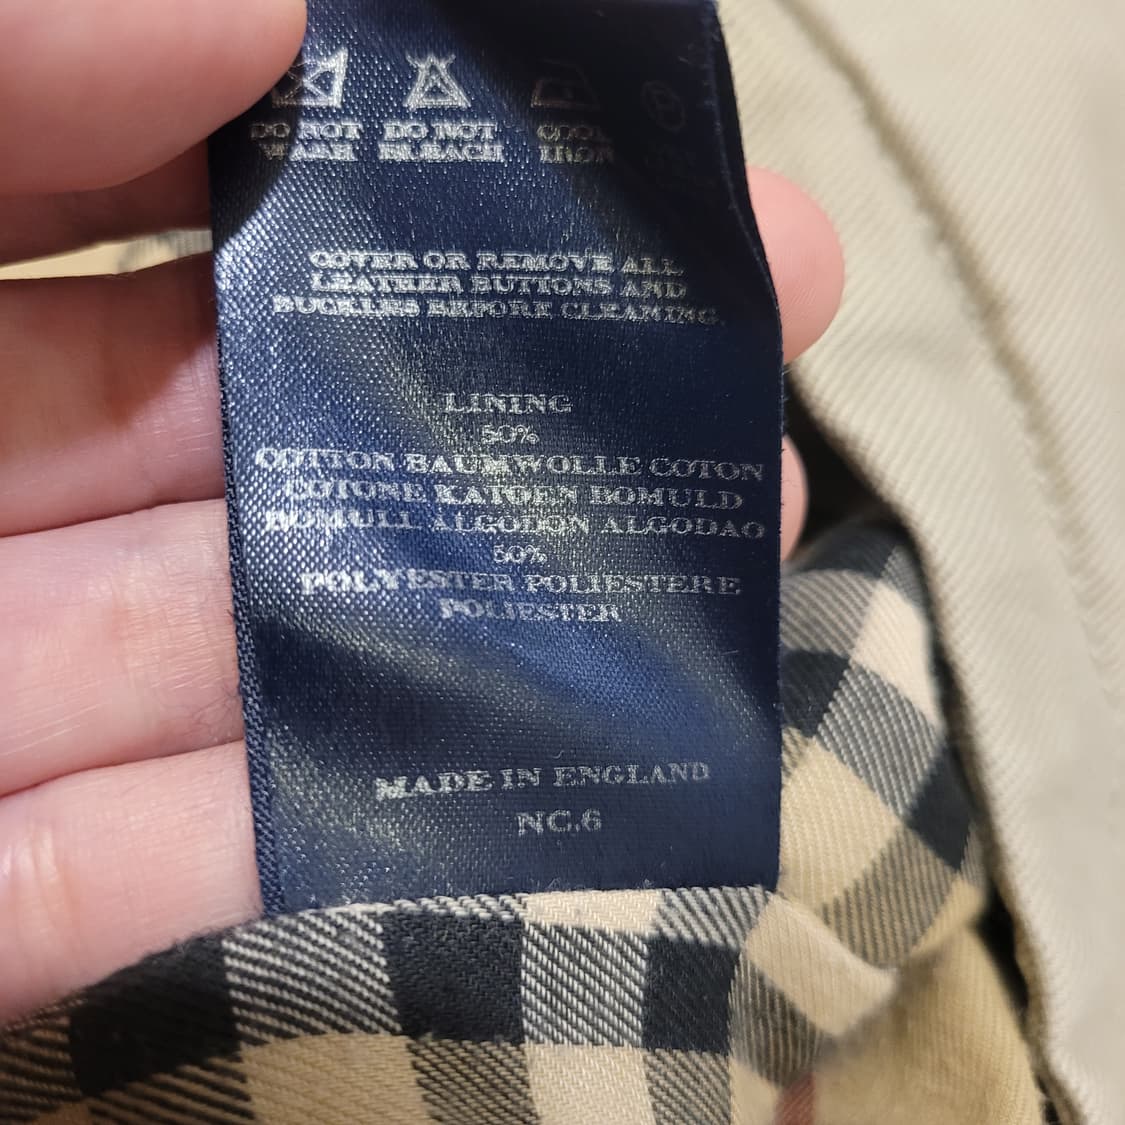 DO NOT WASH
DO NOT BLEACH
COOL IRON
P
COVER OR REMOVE ALL
LEATHER BUTTONS AND
BUCKLES BEFORE CLEANING.
LINING
50%
COTTON BAUMWOLLE COTON
COTONE KATOEN BOMULD
BOMULL ALGODON ALGODAO
50%
POLYESTER POLIESTERE
POLIESTER
MADE IN ENGLAND
NC.6